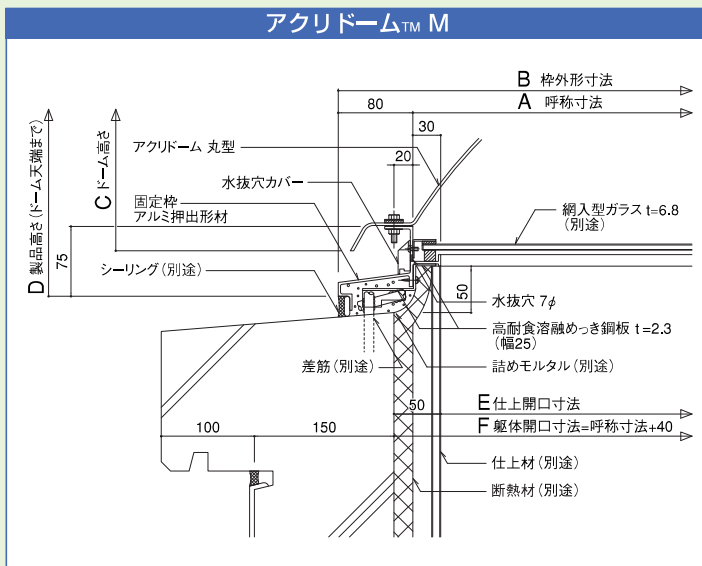 アクリドーム™ M
B 枠外形寸法
80
A 呼称寸法
30
アクリドーム 丸型
20
水抜穴カバー
固定枠
アルミ押出形材
網入型ガラス t=6.8
(別途)
D 製品高さ(ドーム天端まで)
C ドーム高さ
75
シーリング(別途)
50
水抜穴 7φ
高耐食溶融めっき鋼板 t=2.3
(幅25)
差筋(別途)
詰めモルタル(別途)
50
E 仕上開口寸法
100
150
F 躯体開口寸法=呼称寸法+40
仕上材(別途)
断熱材(別途)